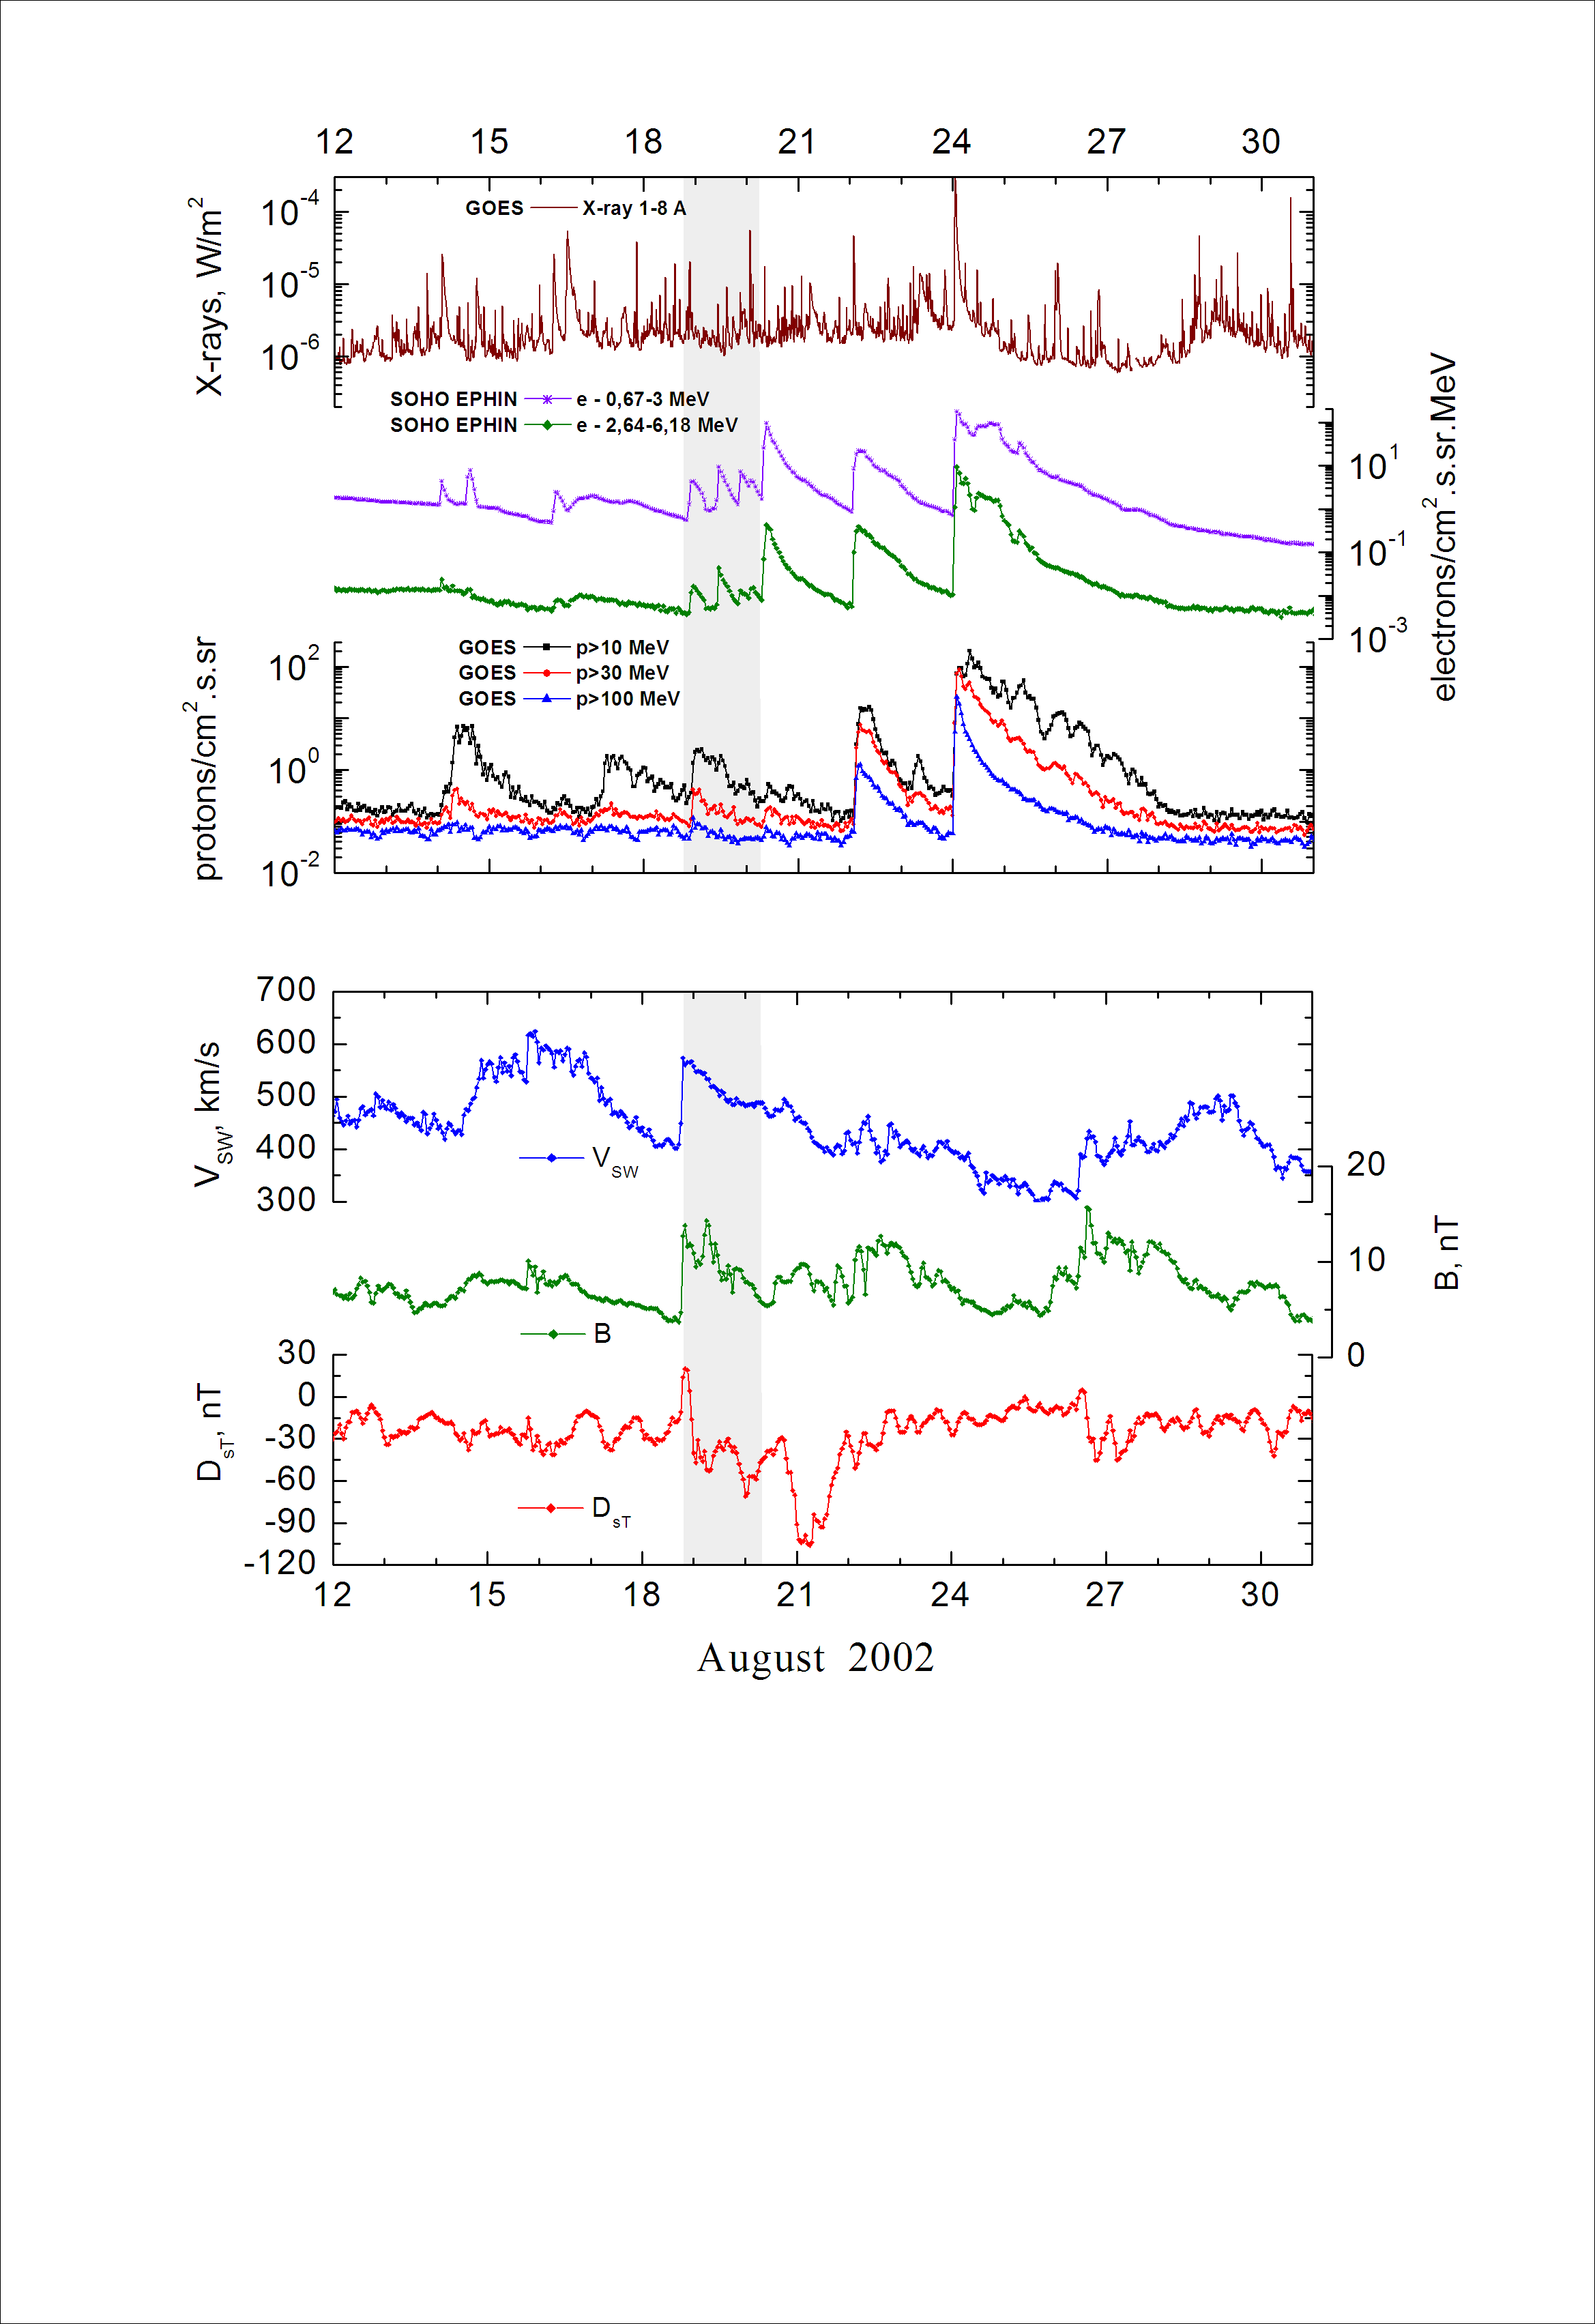 12 15 18 21 24 27 30
X-rays, W/m2
10-4
10-5
10-6
GOES X-ray 1-8 A
SOHO EPHIN e - 0,67-3 MeV
SOHO EPHIN e - 2,64-6,18 MeV
electrons/cm2.s.sr.MeV
101
10-1
10-3
protons/cm2.s.sr
102
100
10-2
GOES p>10 MeV
GOES p>30 MeV
GOES p>100 MeV
VSW, km/s
700
600
500
400
300
VSW
B, nT
20
10
0
B
DsT, nT
30
0
-30
-60
-90
-120
DsT
12 15 18 21 24 27 30
August 2002